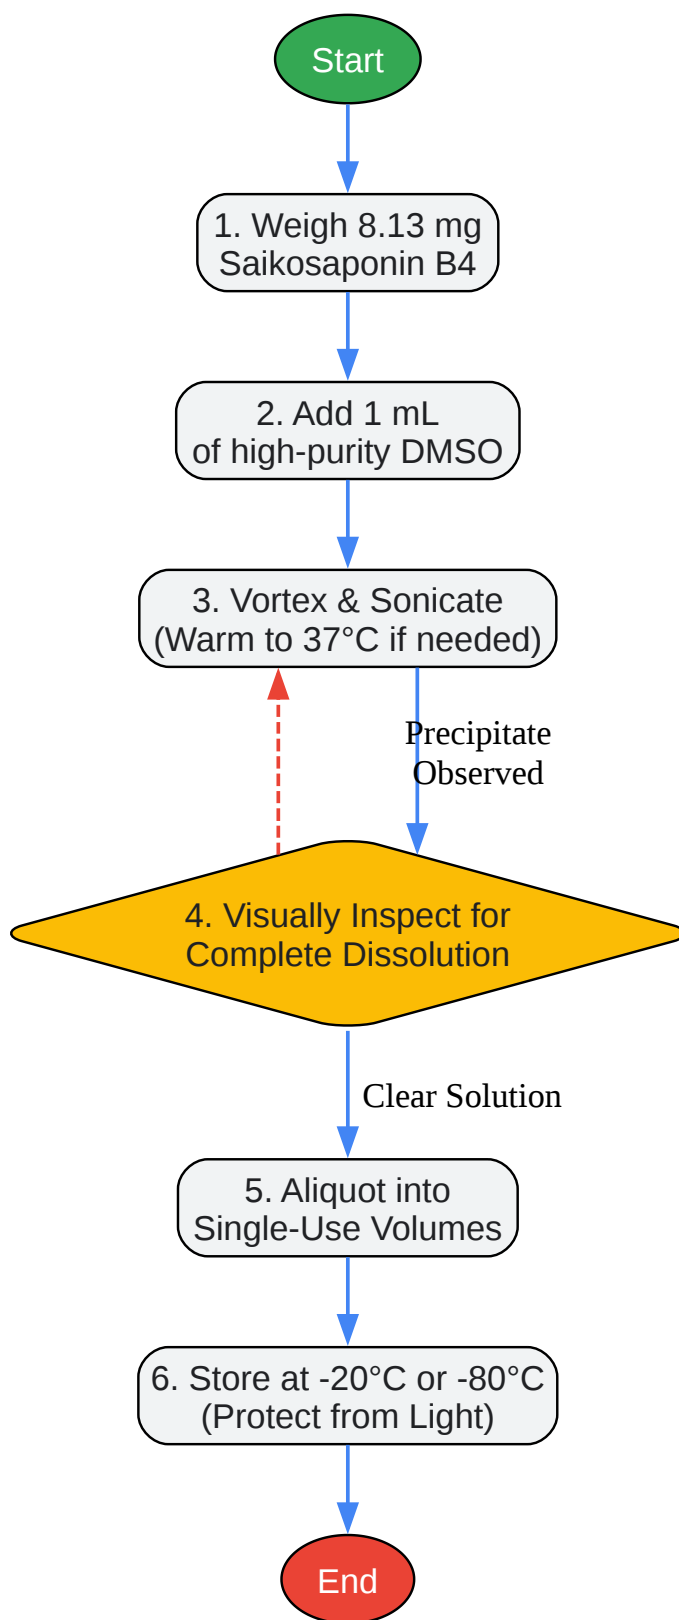 Start
1. Weigh 8.13 mg
Saikosaponin B4
2. Add 1 mL
of high-purity DMSO
3. Vortex & Sonicate
(Warm to 37°C if needed)
Precipitate
Observed
4. Visually Inspect for
Complete Dissolution
Clear Solution
5. Aliquot into
Single-Use Volumes
6. Store at -20°C or -80°C
(Protect from Light)
End